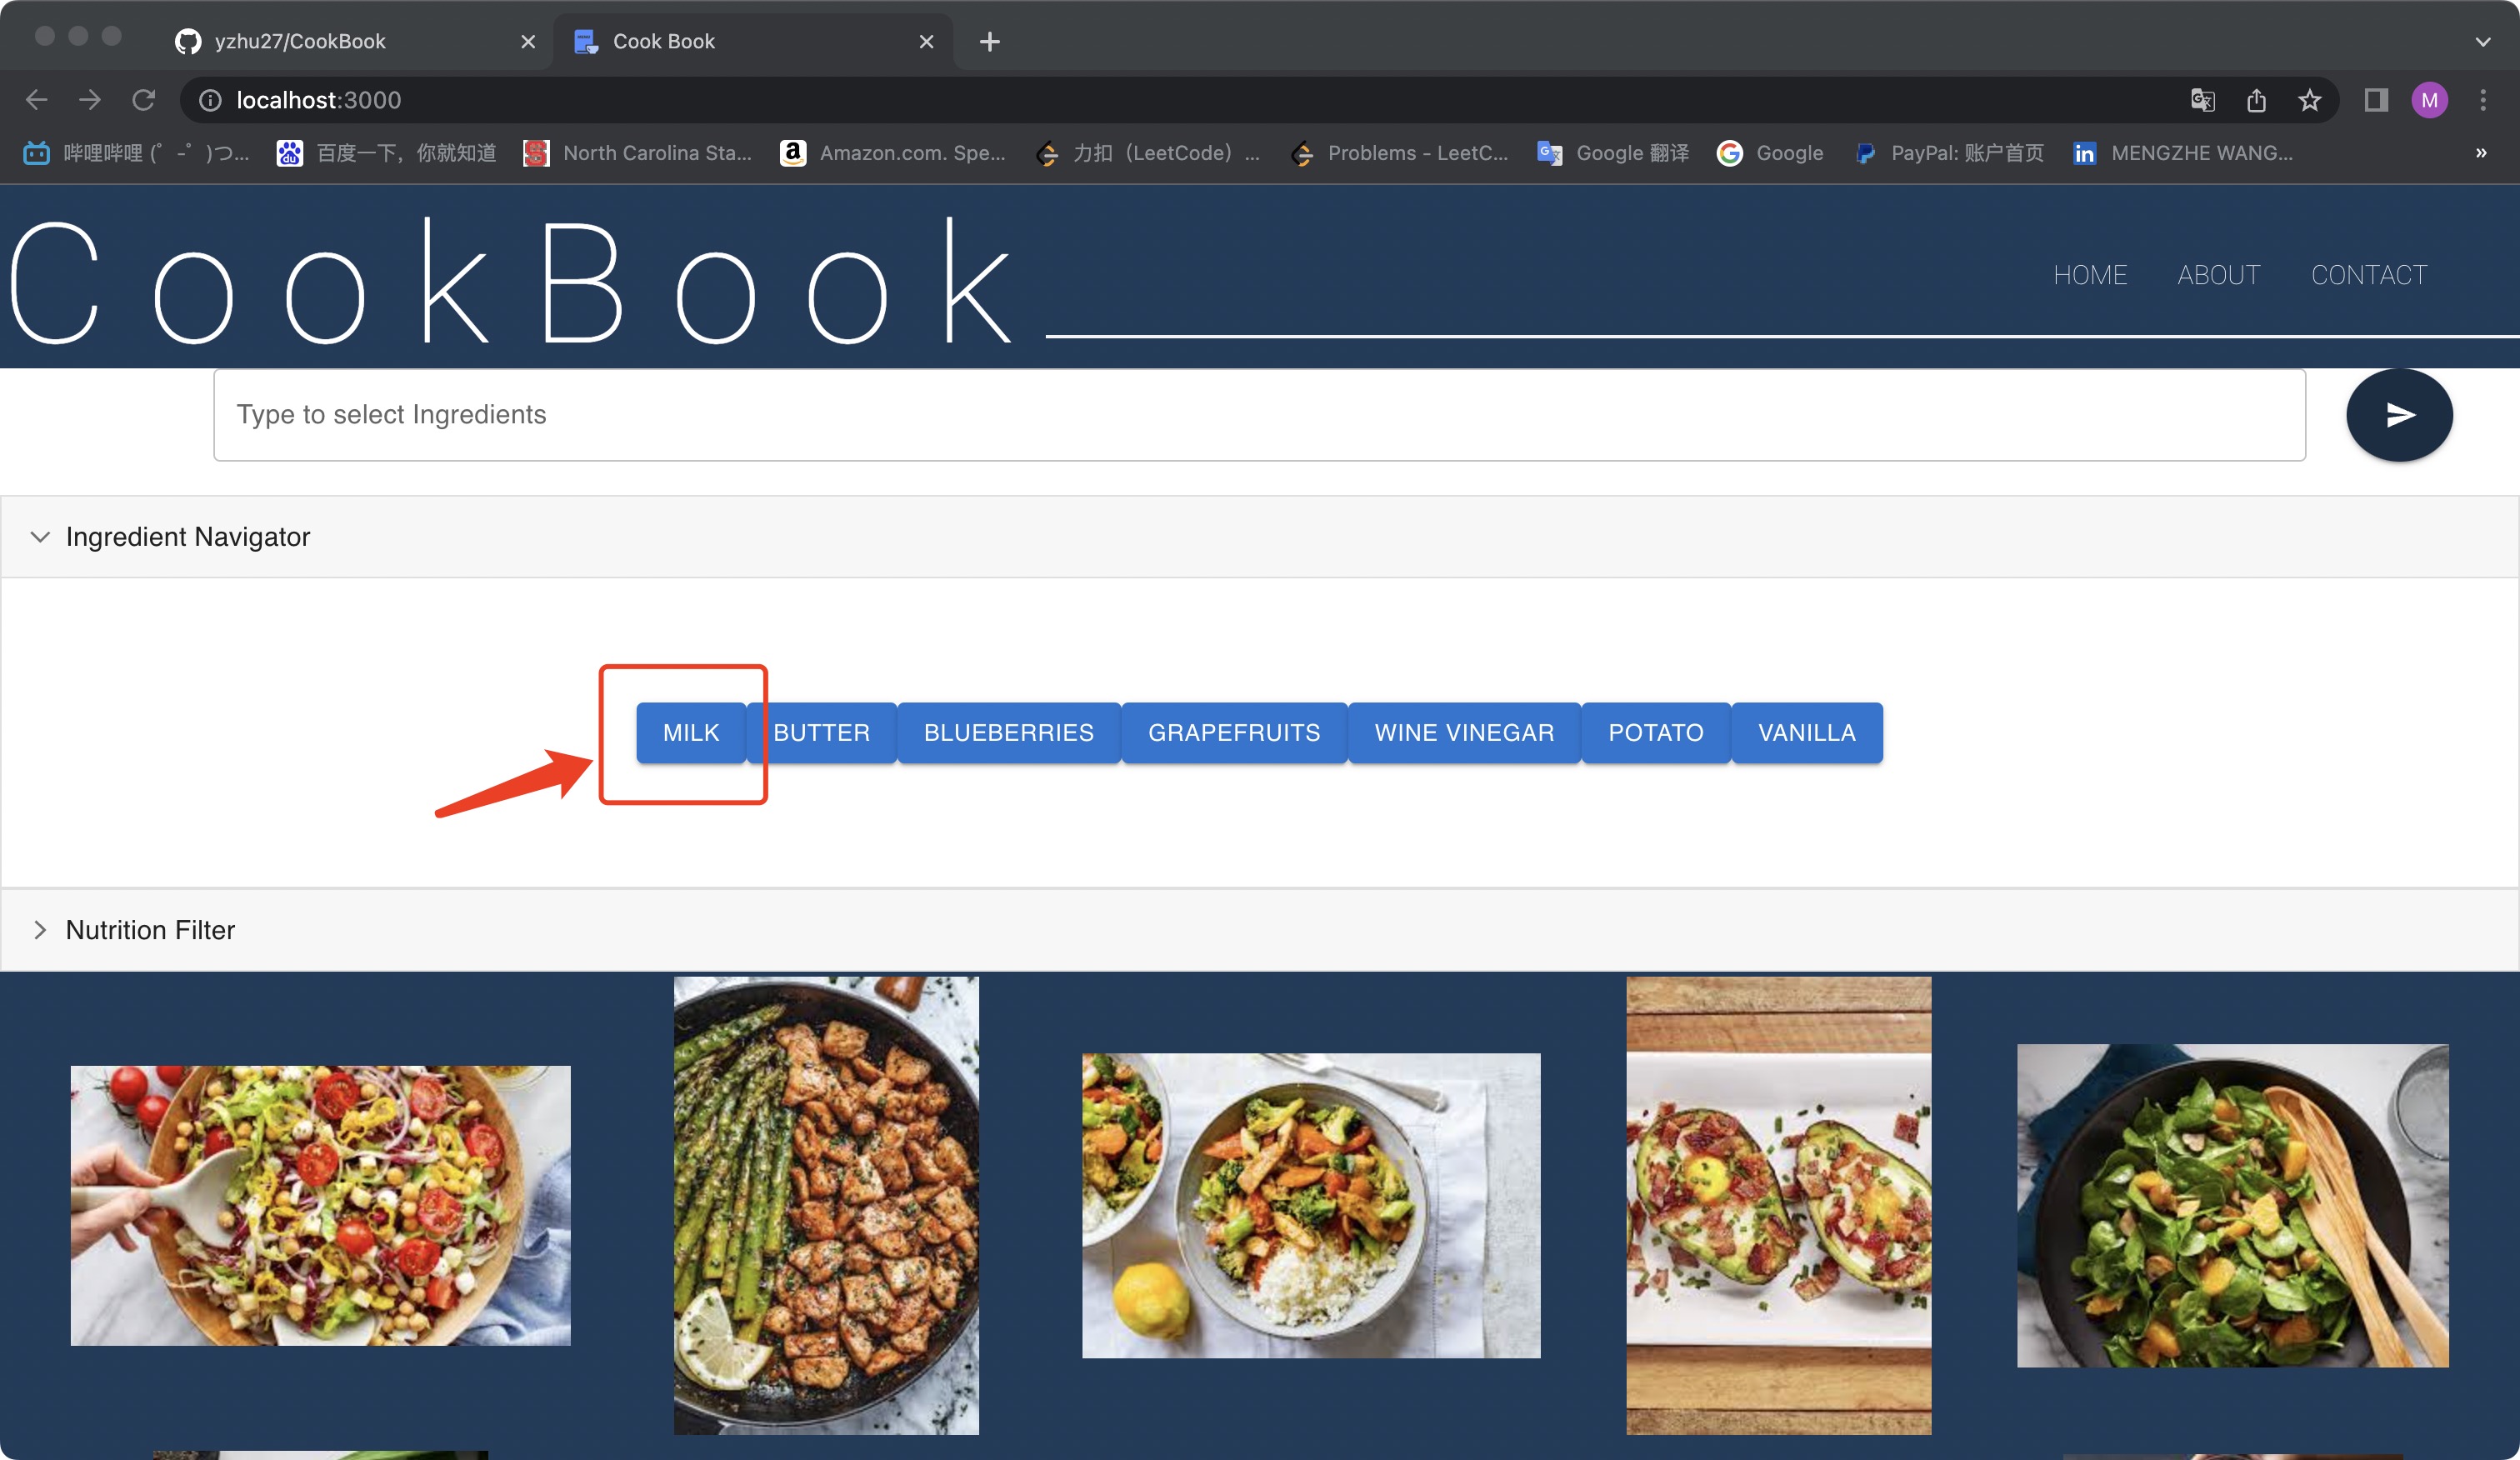 yzhu27/CookBook
Cook Book
localhost:3000
M
哔哩哔哩 (゜-゜)つ...
百度一下，你就知道
North Carolina Sta...
Amazon.com. Spe...
力扣（LeetCode）...
Problems - LeetC...
Google 翻译
Google
PayPal: 账户首页
MENGZHE WANG...
CookBook
HOME
ABOUT
CONTACT
Type to select Ingredients
Ingredient Navigator
MILK
BUTTER
BLUEBERRIES
GRAPEFRUITS
WINE VINEGAR
POTATO
VANILLA
Nutrition Filter